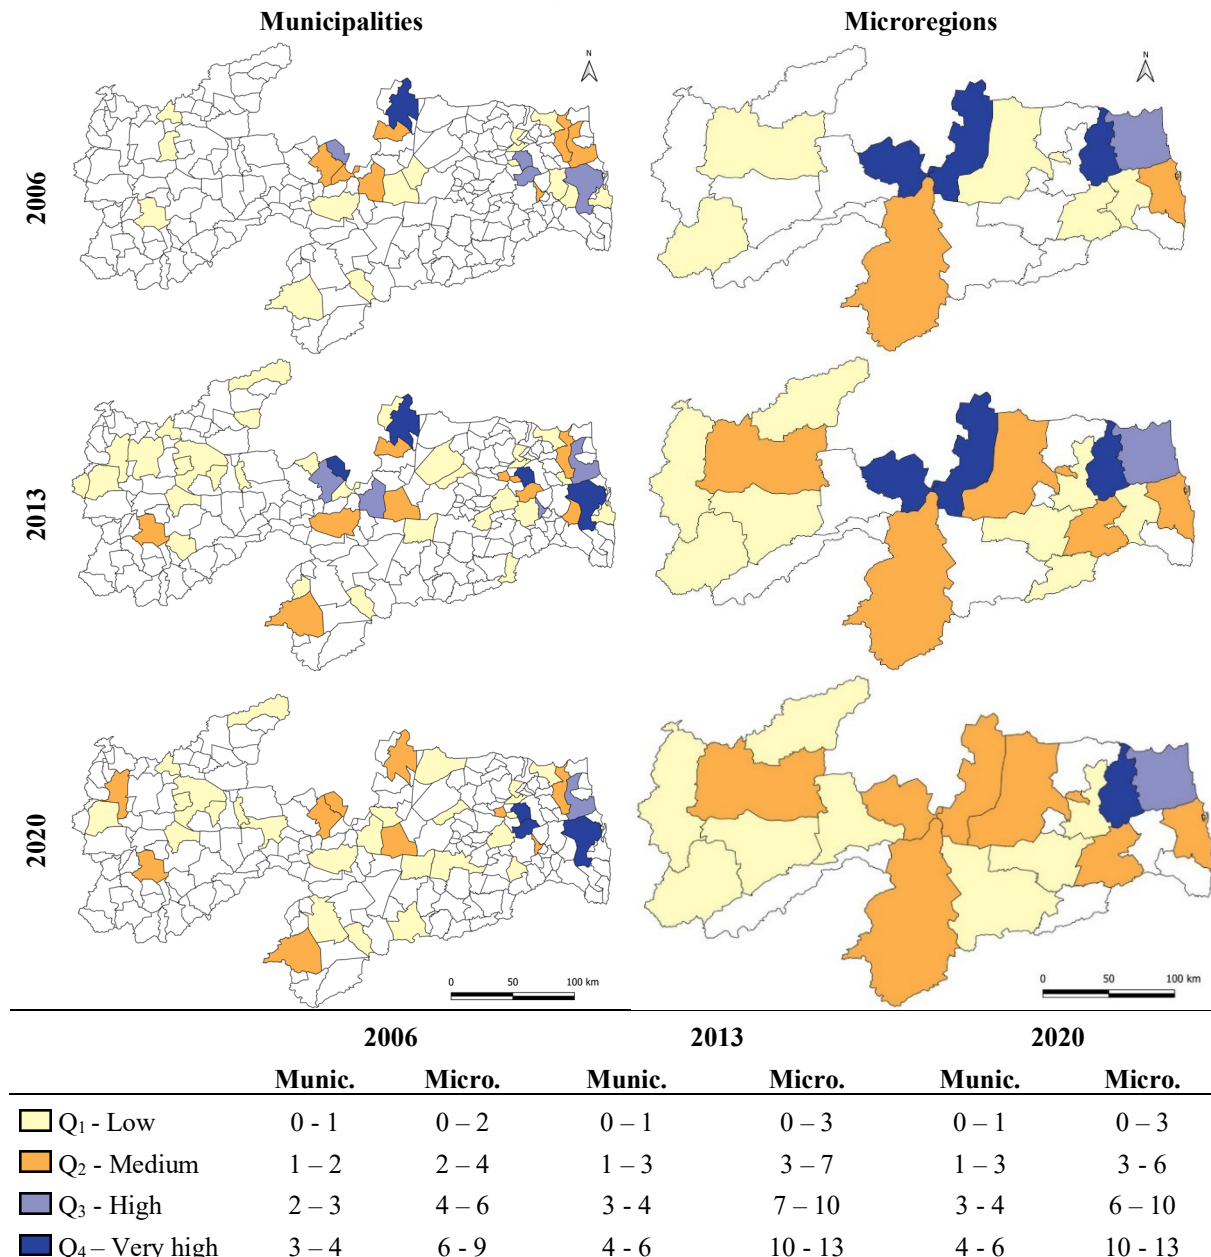 Municipalities Microregions
N N
2006
2013
2020
0 50 100 km 0 50 100 km
2006 2013 2020
Munic. Micro. Munic. Micro. Munic. Micro.
Q1 - Low 0 - 1 0 – 2 0 – 1 0 – 3 0 – 1 0 – 3
Q2 - Medium 1 – 2 2 – 4 1 – 3 3 – 7 1 – 3 3 - 6
Q3 - High 2 – 3 4 – 6 3 - 4 7 – 10 3 - 4 6 – 10
Q4 – Very high 3 – 4 6 - 9 4 - 6 10 - 13 4 - 6 10 - 13